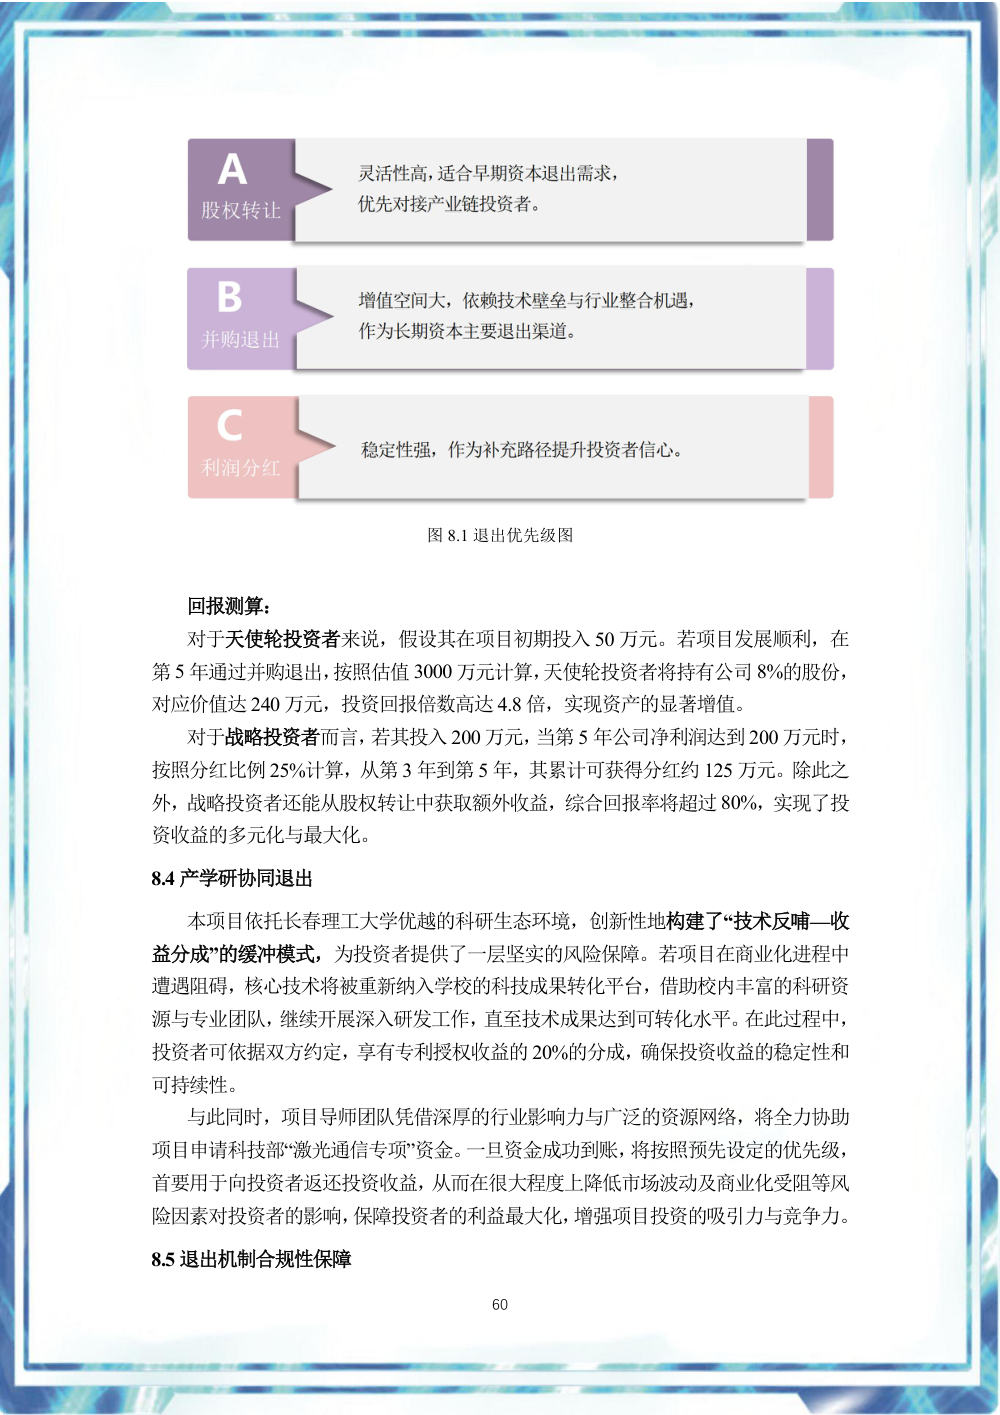 A
股权转让
灵活性高，适合早期资本退出需求，
优先对接产业链投资者。
B
并购退出
增值空间大，依赖技术壁垒与行业整合机遇，
作为长期资本主要退出渠道。
C
利润分红
稳定性强，作为补充路径提升投资者信心。
图 8.1 退出优先级图
回报测算：
对于天使轮投资者来说，假设其在项目初期投入 50 万元。若项目发展顺利，在
第 5 年通过并购退出，按照估值 3000 万元计算，天使轮投资者将持有公司 8%的股份，
对应价值达 240 万元，投资回报倍数高达 4.8 倍，实现资产的显著增值。
对于战略投资者而言，若其投入 200 万元，当第 5 年公司净利润达到 200 万元时，
按照分红比例 25%计算，从第 3 年到第 5 年，其累计可获得分红约 125 万元。除此之
外，战略投资者还能从股权转让中获取额外收益，综合回报率将超过 80%，实现了投
资收益的多元化与最大化。
8.4 产学研协同退出
本项目依托长春理工大学优越的科研生态环境，创新性地构建了“技术反哺—收
益分成”的缓冲模式，为投资者提供了一层坚实的风险保障。若项目在商业化进程中
遭遇阻碍，核心技术将被重新纳入学校的科技成果转化平台，借助校内丰富的科研资
源与专业团队，继续开展深入研发工作，直至技术成果达到可转化水平。在此过程中，
投资者可依据双方约定，享有专利授权收益的 20%的分成，确保投资收益的稳定性和
可持续性。
与此同时，项目导师团队凭借深厚的行业影响力与广泛的资源网络，将全力协助
项目申请科技部“激光通信专项”资金。一旦资金成功到账，将按照预先设定的优先级，
首要用于向投资者返还投资收益，从而在很大程度上降低市场波动及商业化受阻等风
险因素对投资者的影响，保障投资者的利益最大化，增强项目投资的吸引力与竞争力。
8.5 退出机制合规性保障
60